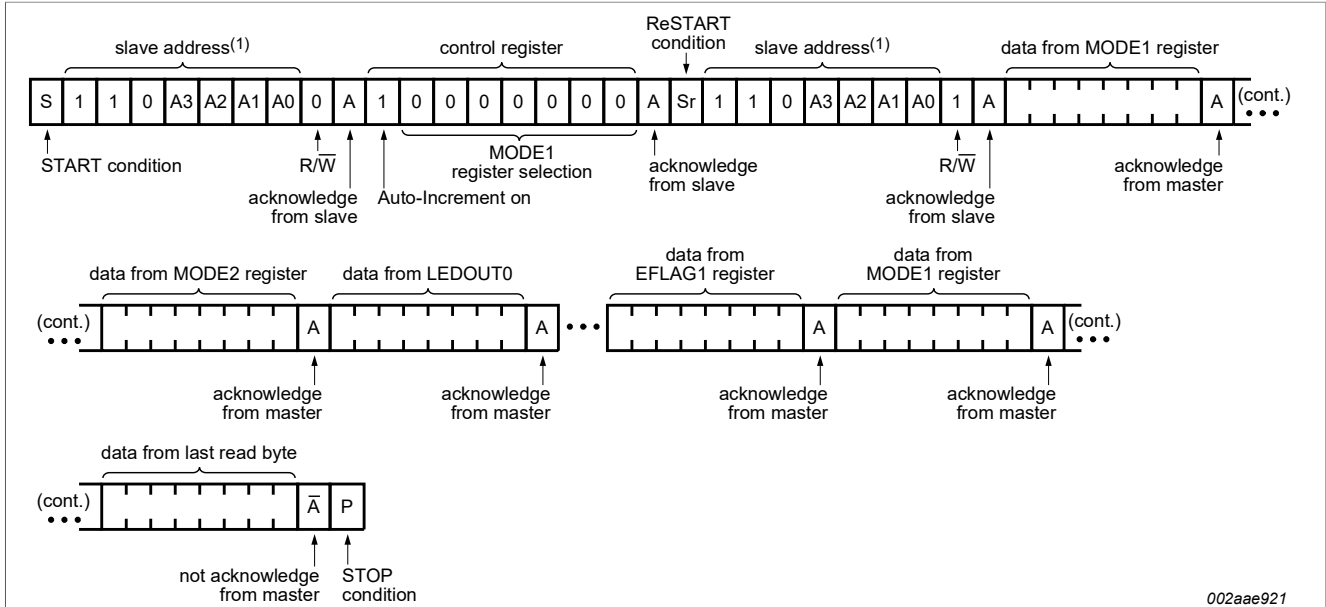 ReSTART
condition
slave address(1)
control register
slave address(1)
data from MODE1 register
S 1 1 0 A3 A2 A1 A0 0 A 1 0 0 0 0 0 0 0 A Sr 1 1 0 A3 A2 A1 A0 1 A A (cont.)
START condition
R/W̅
acknowledge
from slave
Auto-Increment on
MODE1
register selection
acknowledge
from slave
R/W̅
acknowledge
from slave
acknowledge
from master
data from MODE2 register
data from LEDOUT0
data from
EFLAG1 register
data from
MODE1 register
(cont.) A A A A (cont.)
acknowledge
from master
acknowledge
from master
acknowledge
from master
acknowledge
from master
data from last read byte
(cont.) A̅ P
not acknowledge
from master
STOP
condition
002aae921